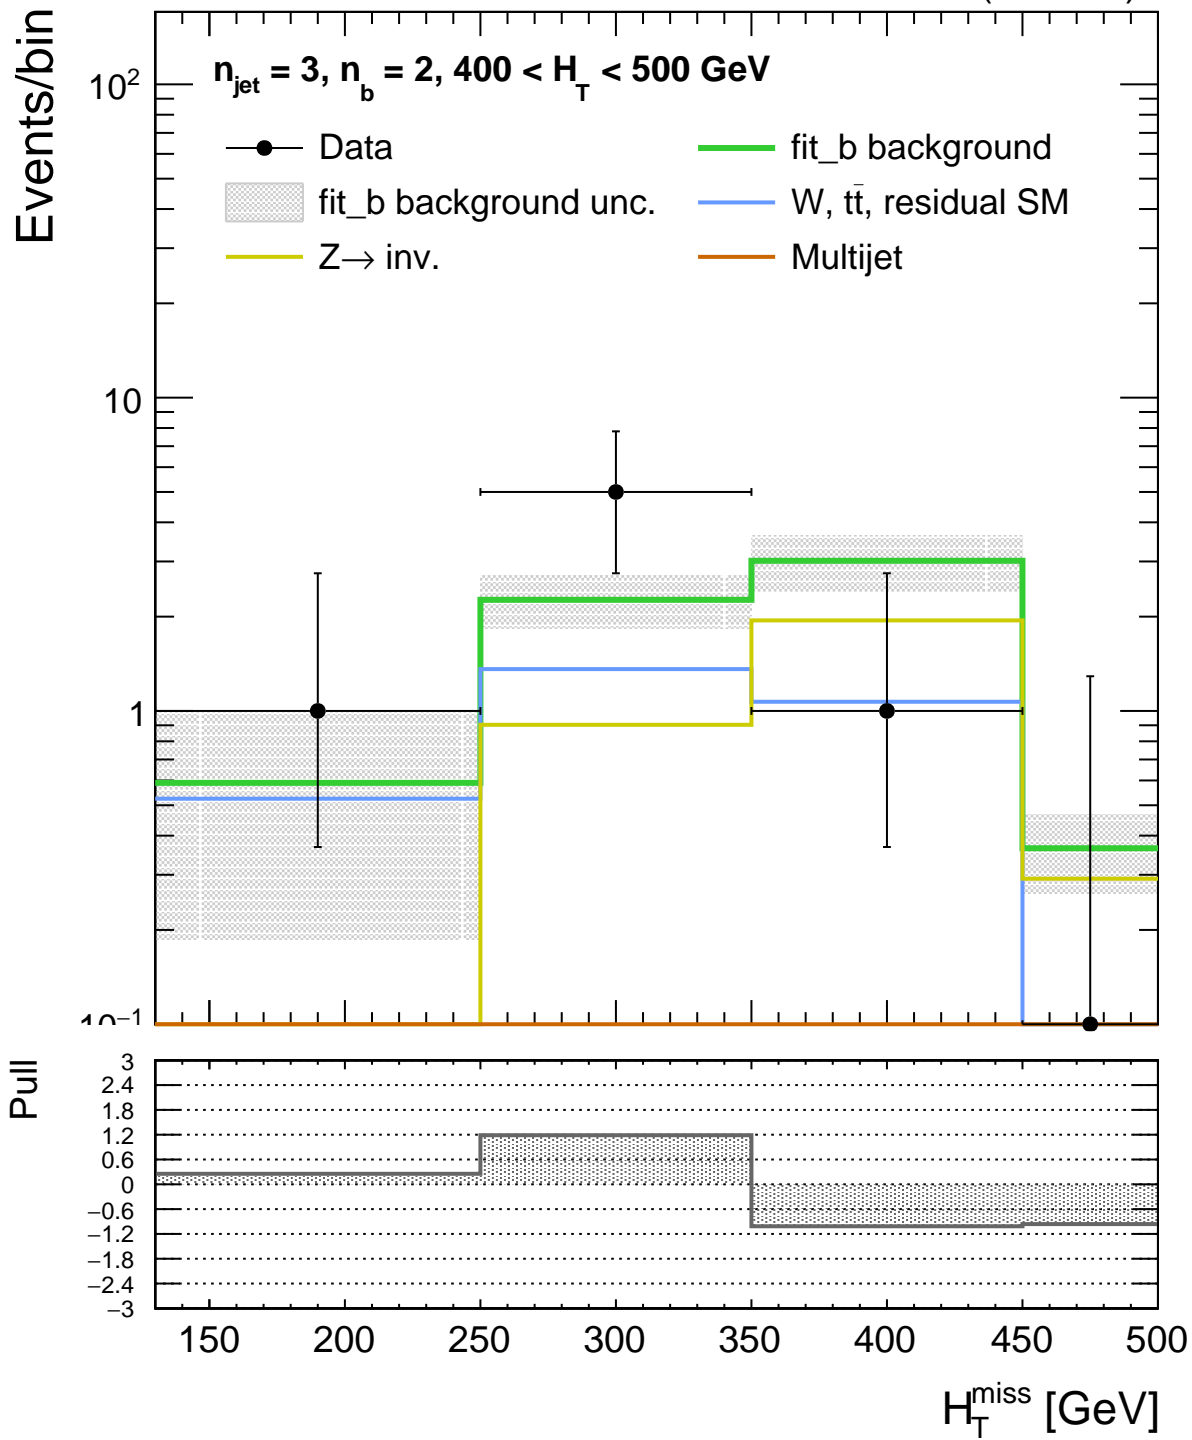 n_jet = 3, n_b = 2, 400 < H_T < 500 GeV
Data
fit_b background
fit_b background unc.
W, tt̄, residual SM
Z→ inv.
Multijet
Events/bin
10²
10
1
10⁻¹
Pull
3
2.4
1.8
1.2
0.6
0
−0.6
−1.2
−1.8
−2.4
−3
150 200 250 300 350 400 450 500
H_T^miss [GeV]